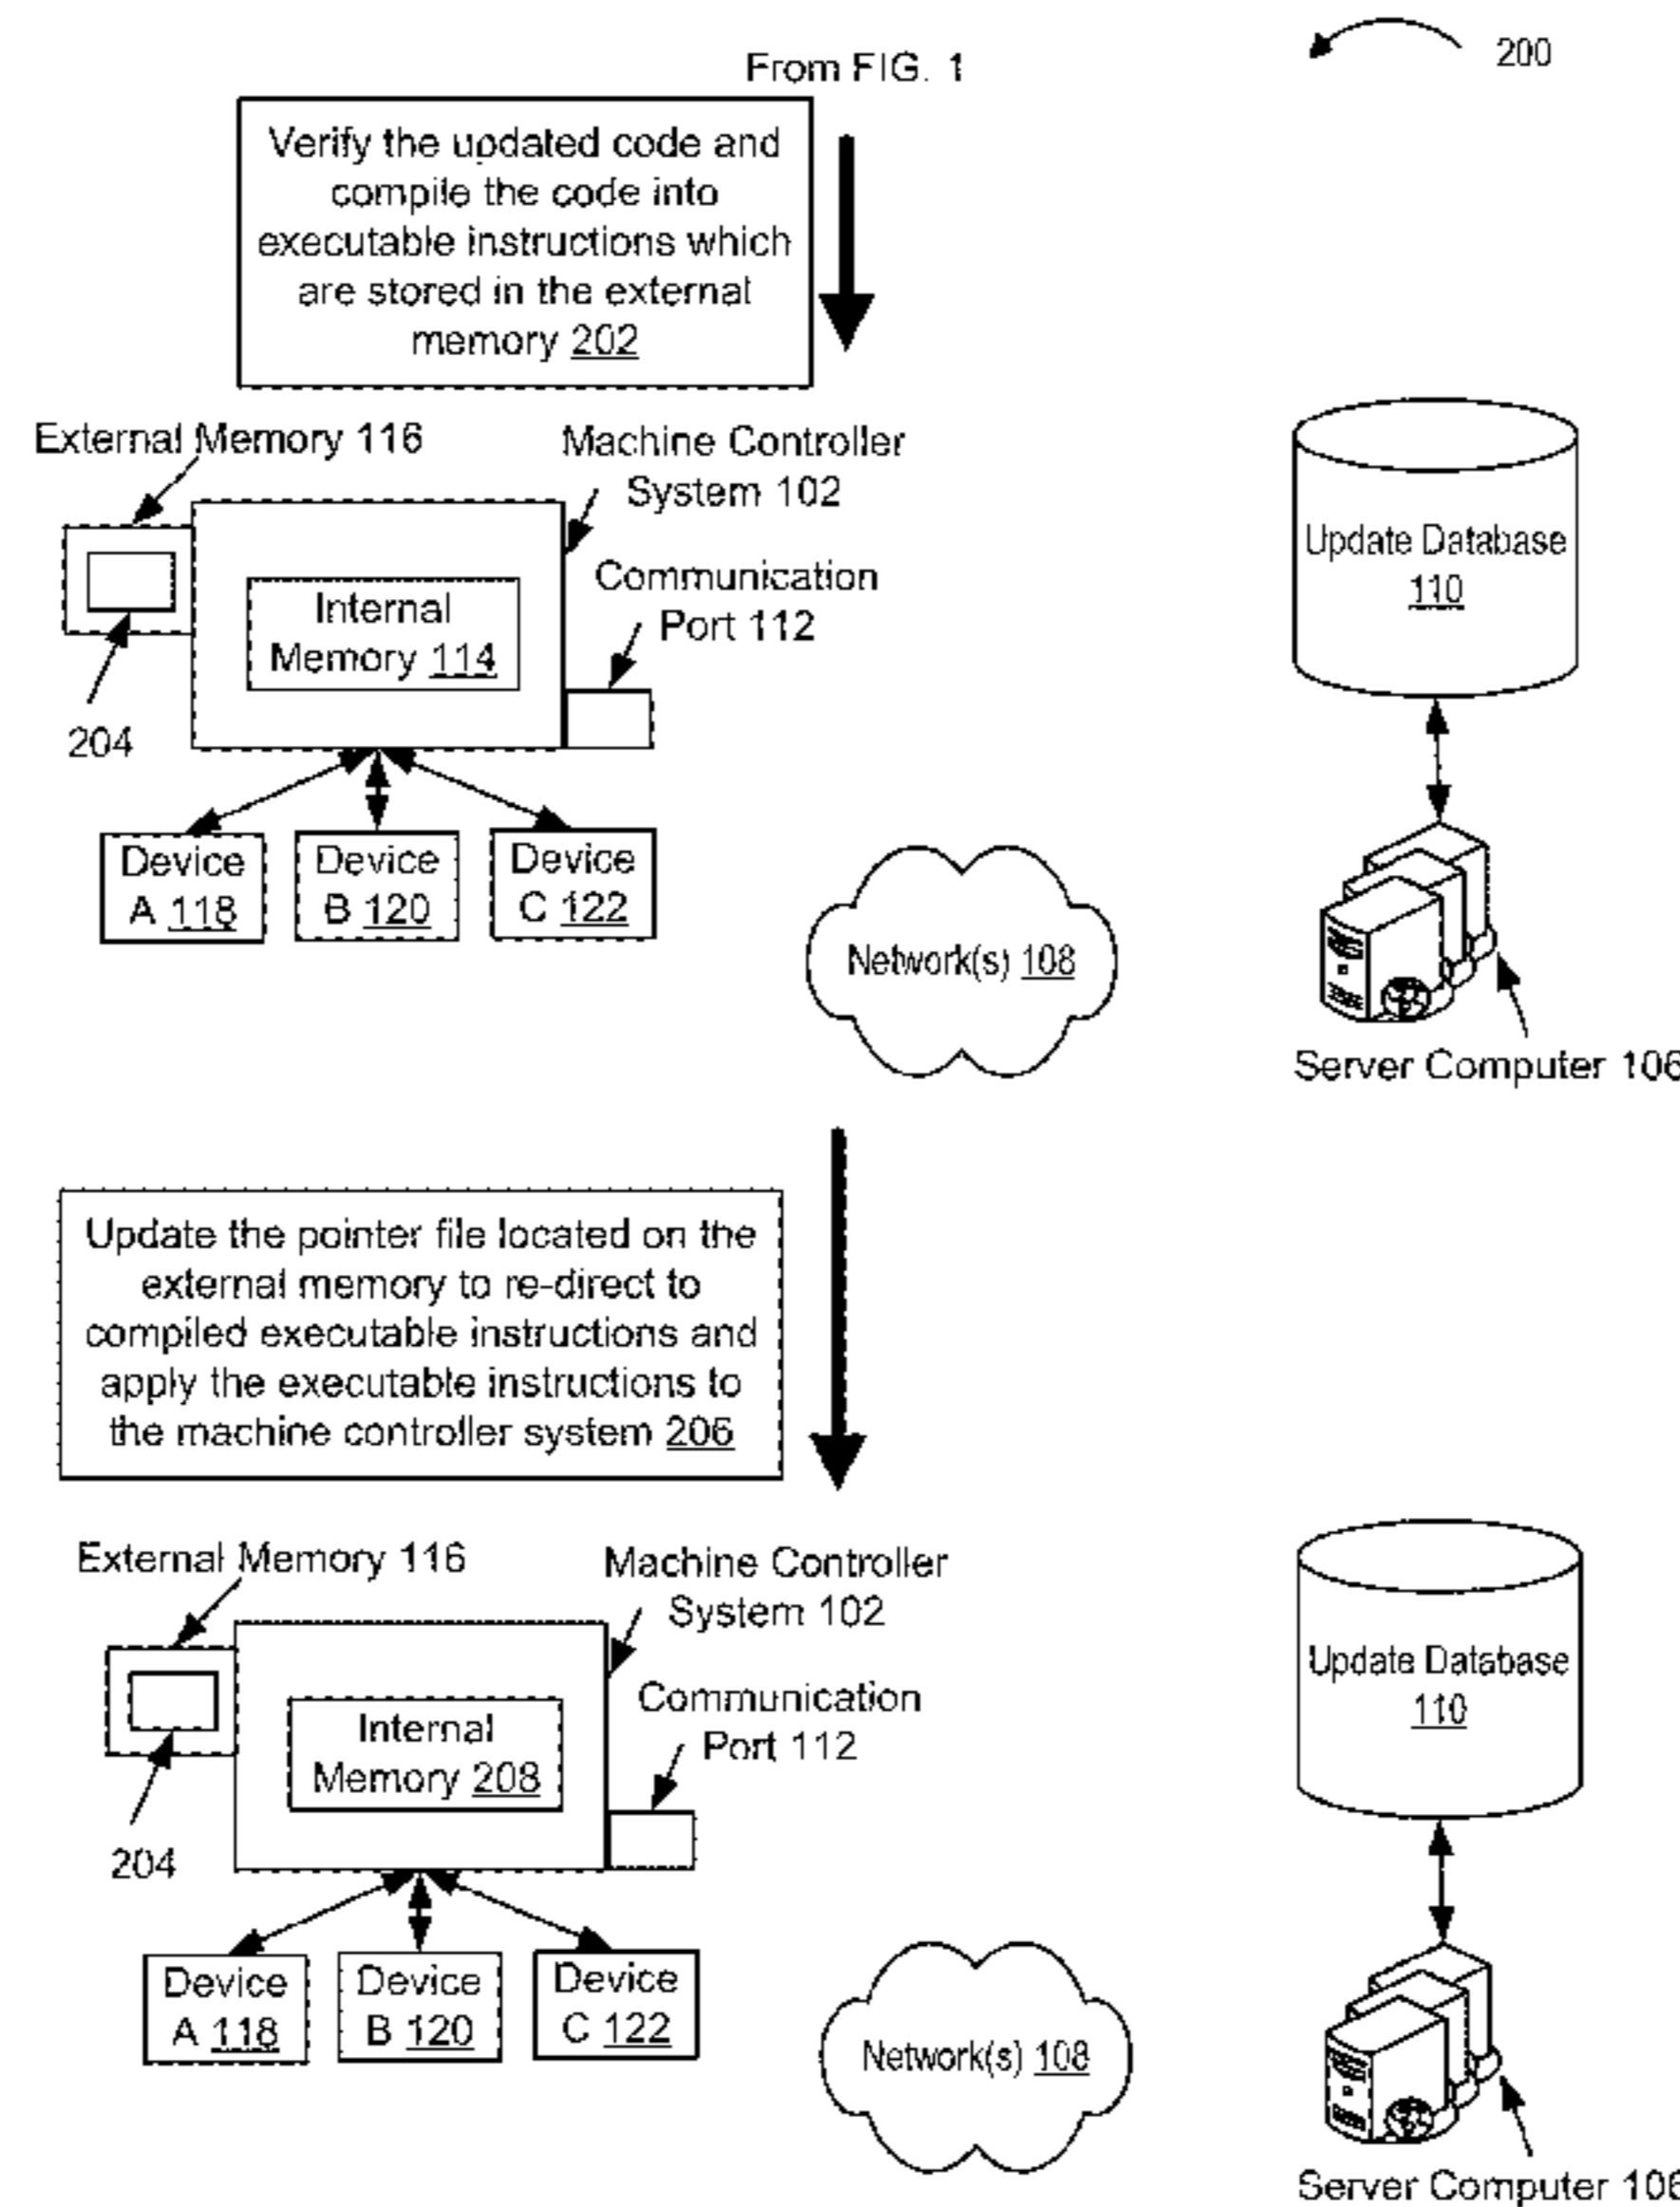 From FIG. 1
200
Verify the updated code and
compile the code into
executable instructions which
are stored in the external
memory 202
External Memory 116
Machine Controller
System 102
Communication
Port 112
Internal
Memory 114
204
Device
A 118
Device
B 120
Device
C 122
Network(s) 108
Update Database
110
Server Computer 106
Update the pointer file located on the
external memory to re-direct to
compiled executable instructions and
apply the executable instructions to
the machine controller system 206
External Memory 116
Machine Controller
System 102
Communication
Port 112
Internal
Memory 208
204
Device
A 118
Device
B 120
Device
C 122
Network(s) 108
Update Database
110
Server Computer 106